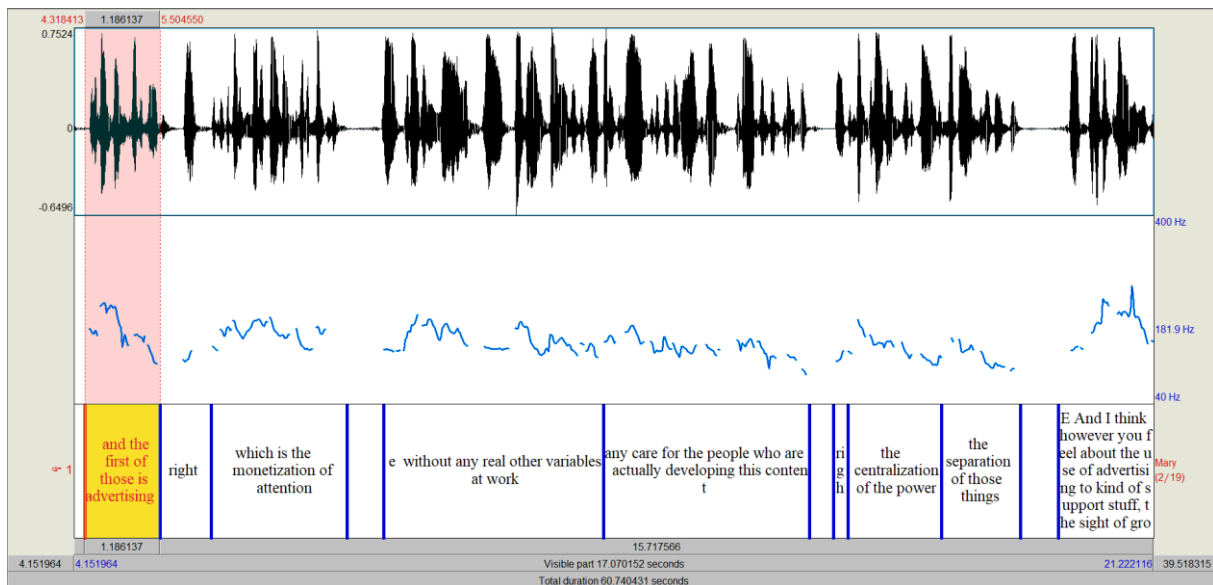 4.318413 1.186137 5.504550
0.7524
0
-0.6496
400 Hz
181.9 Hz
40 Hz
1
and the
first of
those is
advertising
right
which is the
monetization of
attention
e without any real other variables
at work
any care for the people who are
actually developing this conten
t
ri
g
h
the
centralization
of the power
the
separation
of those
things
E And I think
however you f
eel about the u
se of advertisi
ng to kind of s
upport stuff, t
he sight of gro
Mary
(2/19)
1.186137 15.717566
4.151964 4.151964 Visible part 17.070152 seconds 21.222116 39.518315
Total duration 60.740431 seconds